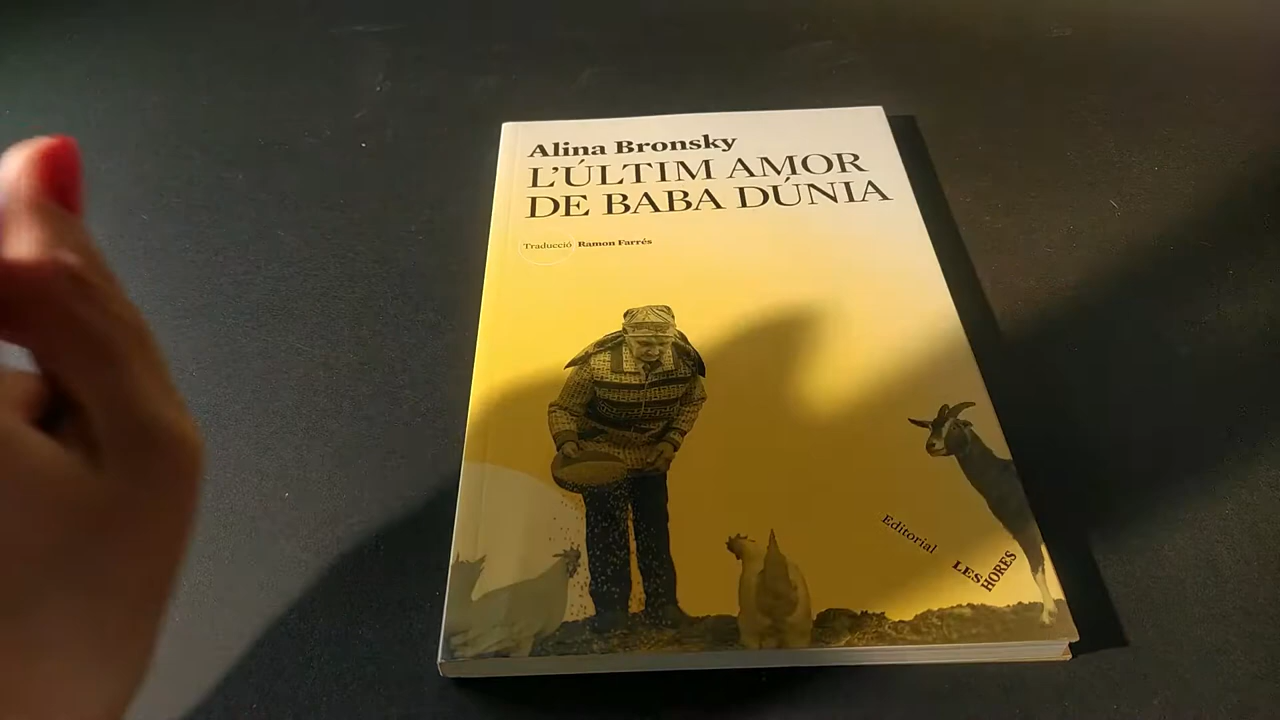 Alina Bronsky
L'ÚLTIM AMOR
DE BABA DÚNIA
Traducció Ramon Farrés
Editorial
LES
HORES